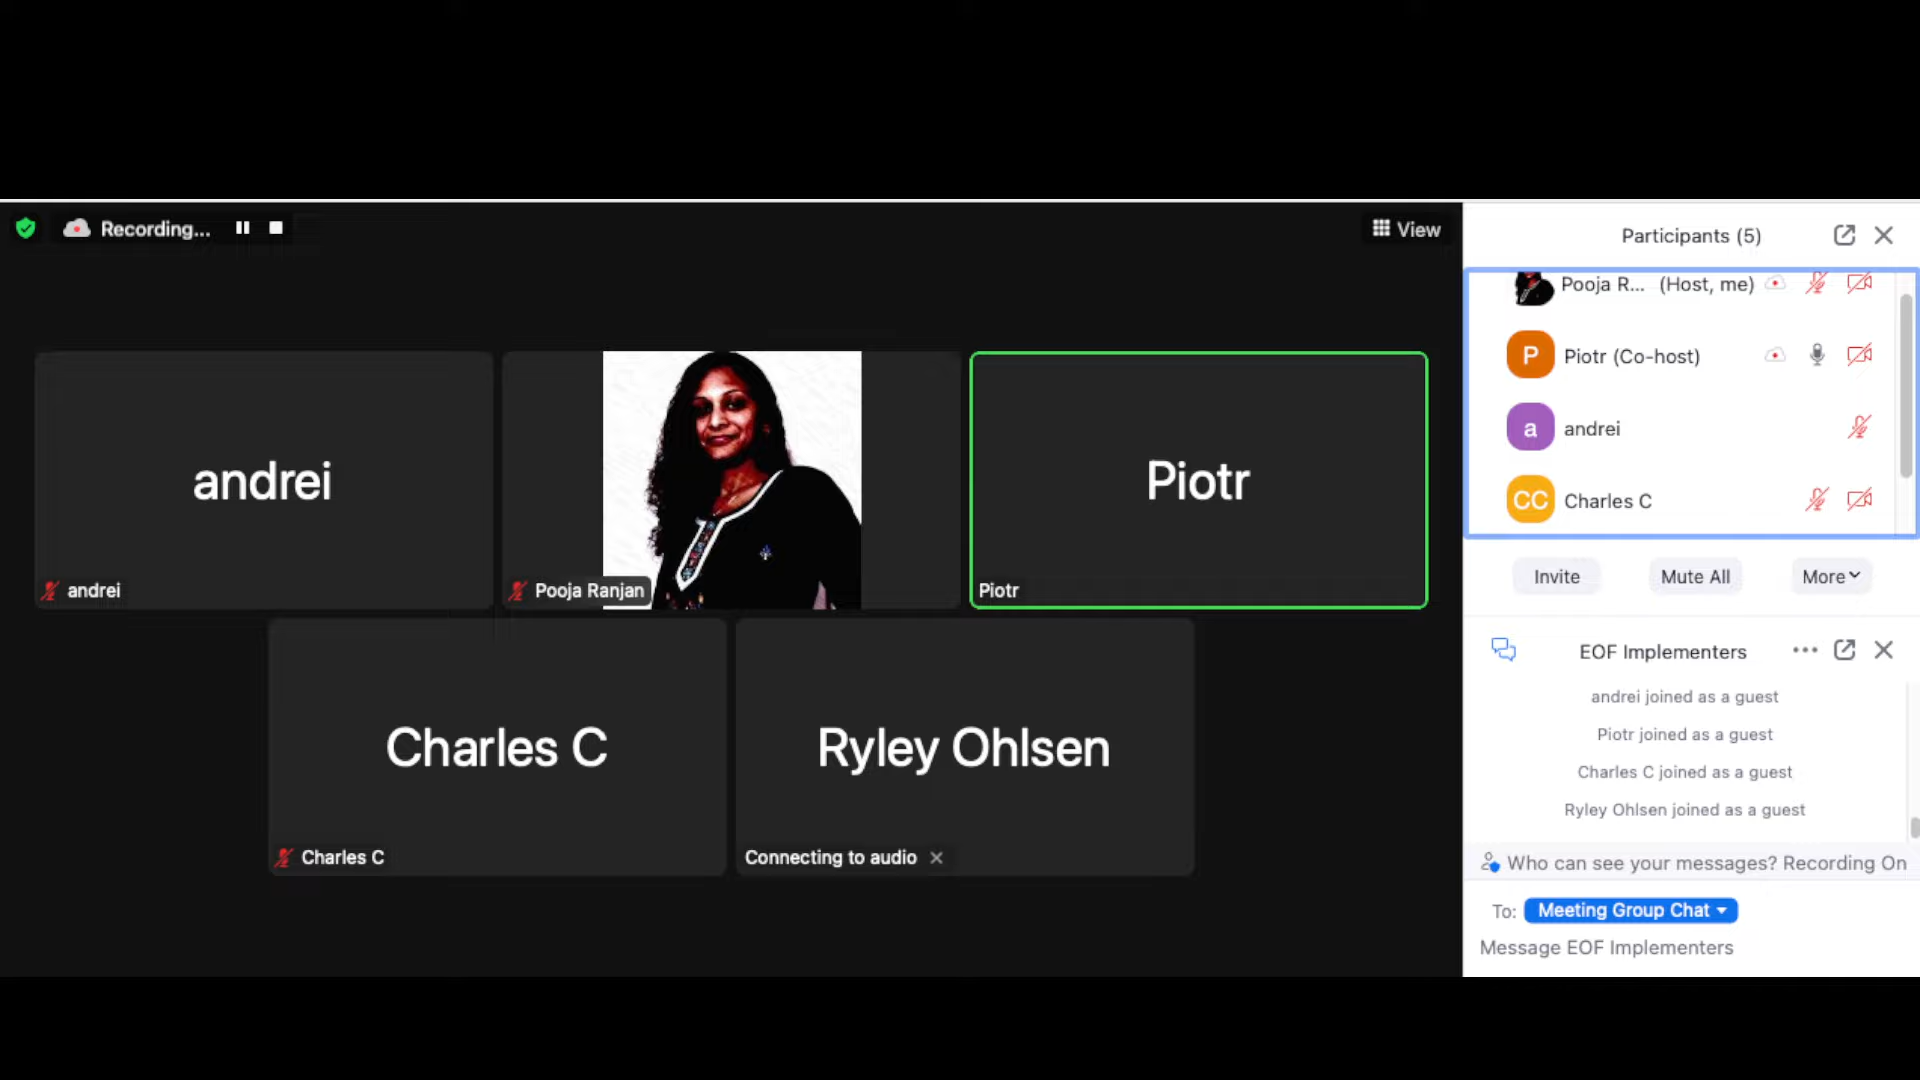 Recording...
View
andrei
andrei
Pooja Ranjan
Piotr
Piotr
Charles C
Charles C
Ryley Ohlsen
Connecting to audio
Participants (5)
Pooja R... (Host, me)
P Piotr (Co-host)
a andrei
CC Charles C
Invite Mute All More
EOF Implementers
andrei joined as a guest
Piotr joined as a guest
Charles C joined as a guest
Ryley Ohlsen joined as a guest
Who can see your messages? Recording On
To: Meeting Group Chat
Message EOF Implementers